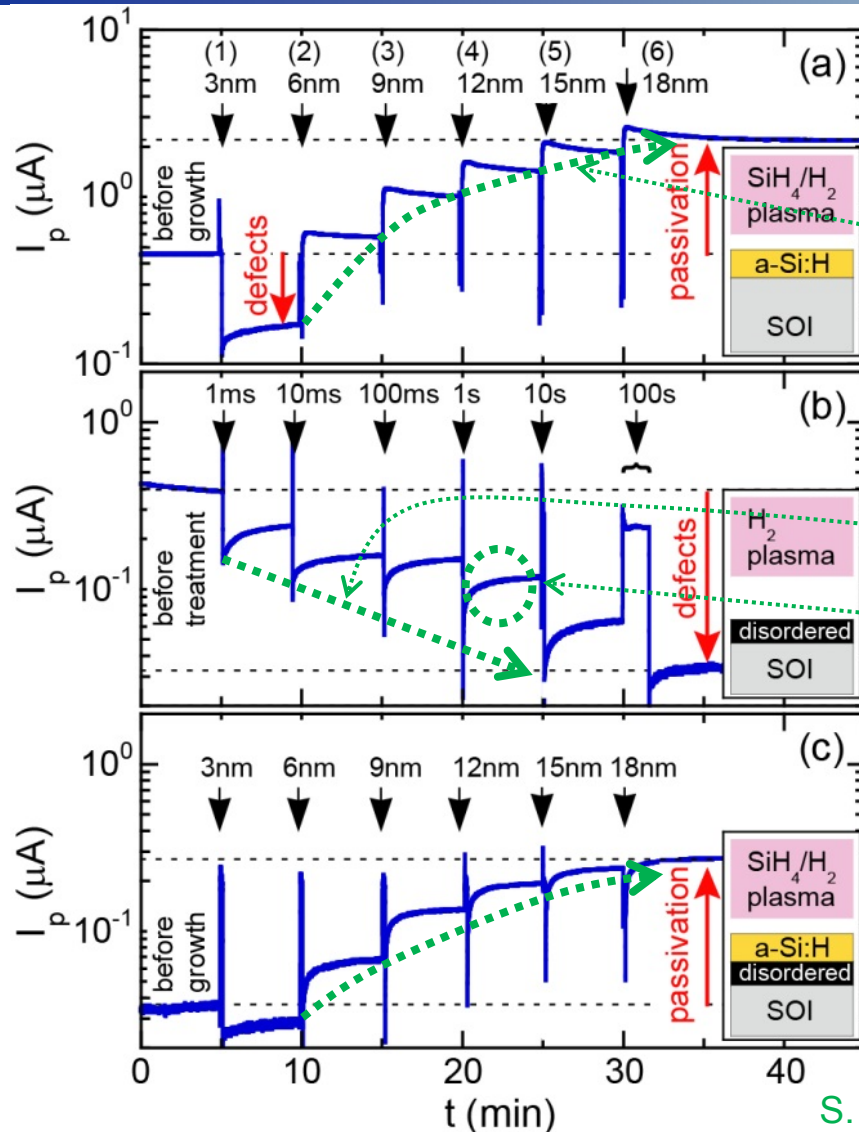 (a)
(1) (2) (3) (4) (5) (6)
3nm 6nm 9nm 12nm 15nm 18nm
10¹
10⁰
10⁻¹
I_p (μA)
before growth
defects
passivation
SiH₄/H₂
plasma
a-Si:H
SOI
(b)
1ms 10ms 100ms 1s 10s 100s
10⁰
10⁻¹
I_p (μA)
before treatment
defects
H₂
plasma
disordered
SOI
(c)
3nm 6nm 9nm 12nm 15nm 18nm
10⁰
10⁻¹
I_p (μA)
before growth
passivation
SiH₄/H₂
plasma
a-Si:H
disordered
SOI
0 10 20 30 40
t (min)
S.